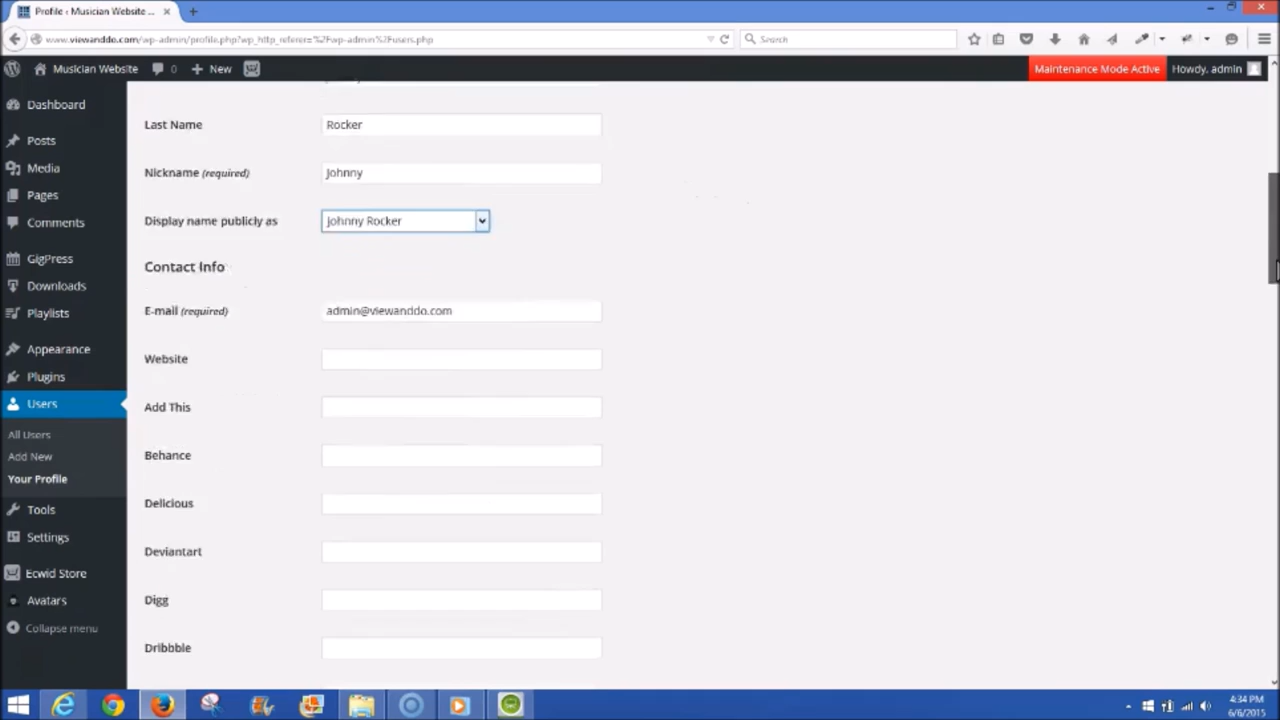 Profile ‹ Musician Website ...
www.viewanddo.com/wp-admin/profile.php?wp_http_referer=%2Fwp-admin%2Fusers.php
Search
Musician Website 0 New
Maintenance Mode Active Howdy, admin
Dashboard
Posts
Media
Pages
Comments
GigPress
Downloads
Playlists
Appearance
Plugins
Users
All Users
Add New
Your Profile
Tools
Settings
Ecwid Store
Avatars
Collapse menu
Last Name Rocker
Nickname (required) Johnny
Display name publicly as Johnny Rocker
Contact Info
E-mail (required) admin@viewanddo.com
Website
Add This
Behance
Delicious
Deviantart
Digg
Dribbble
4:34 PM
6/6/2015